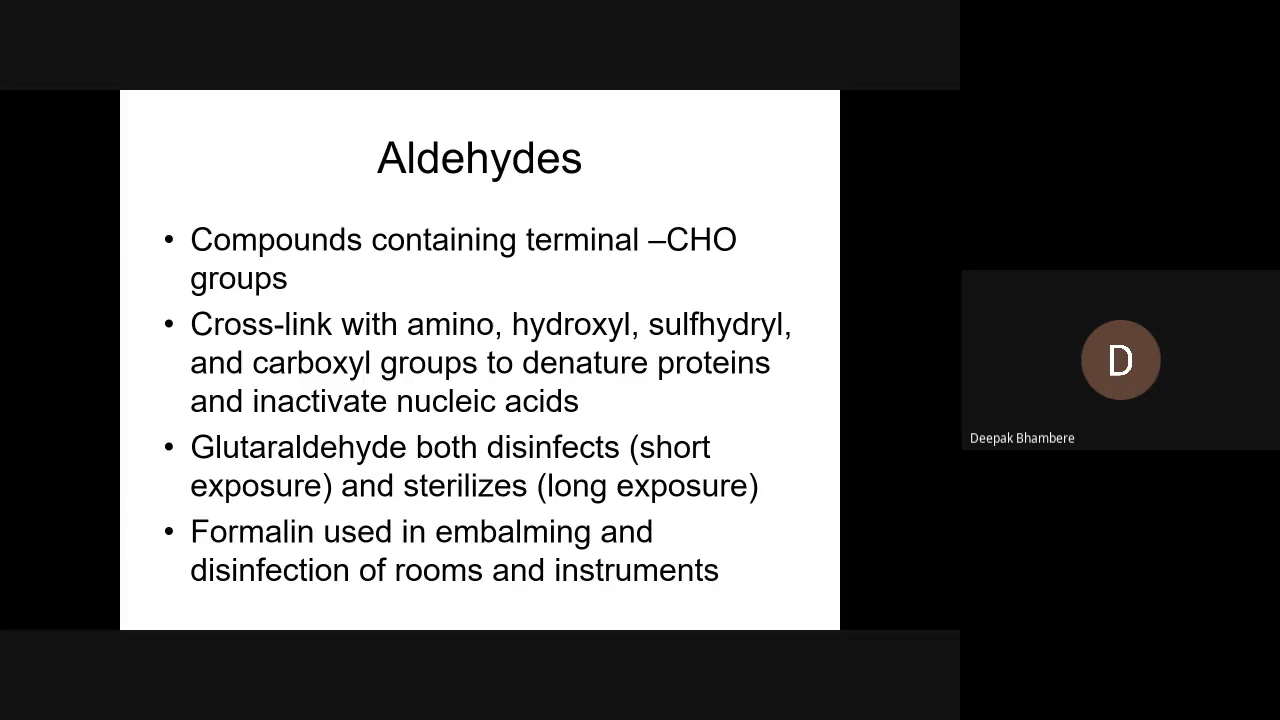 Aldehydes
• Compounds containing terminal –CHO
groups
• Cross-link with amino, hydroxyl, sulfhydryl,
and carboxyl groups to denature proteins
and inactivate nucleic acids
• Glutaraldehyde both disinfects (short
exposure) and sterilizes (long exposure)
• Formalin used in embalming and
disinfection of rooms and instruments
D
Deepak Bhambere